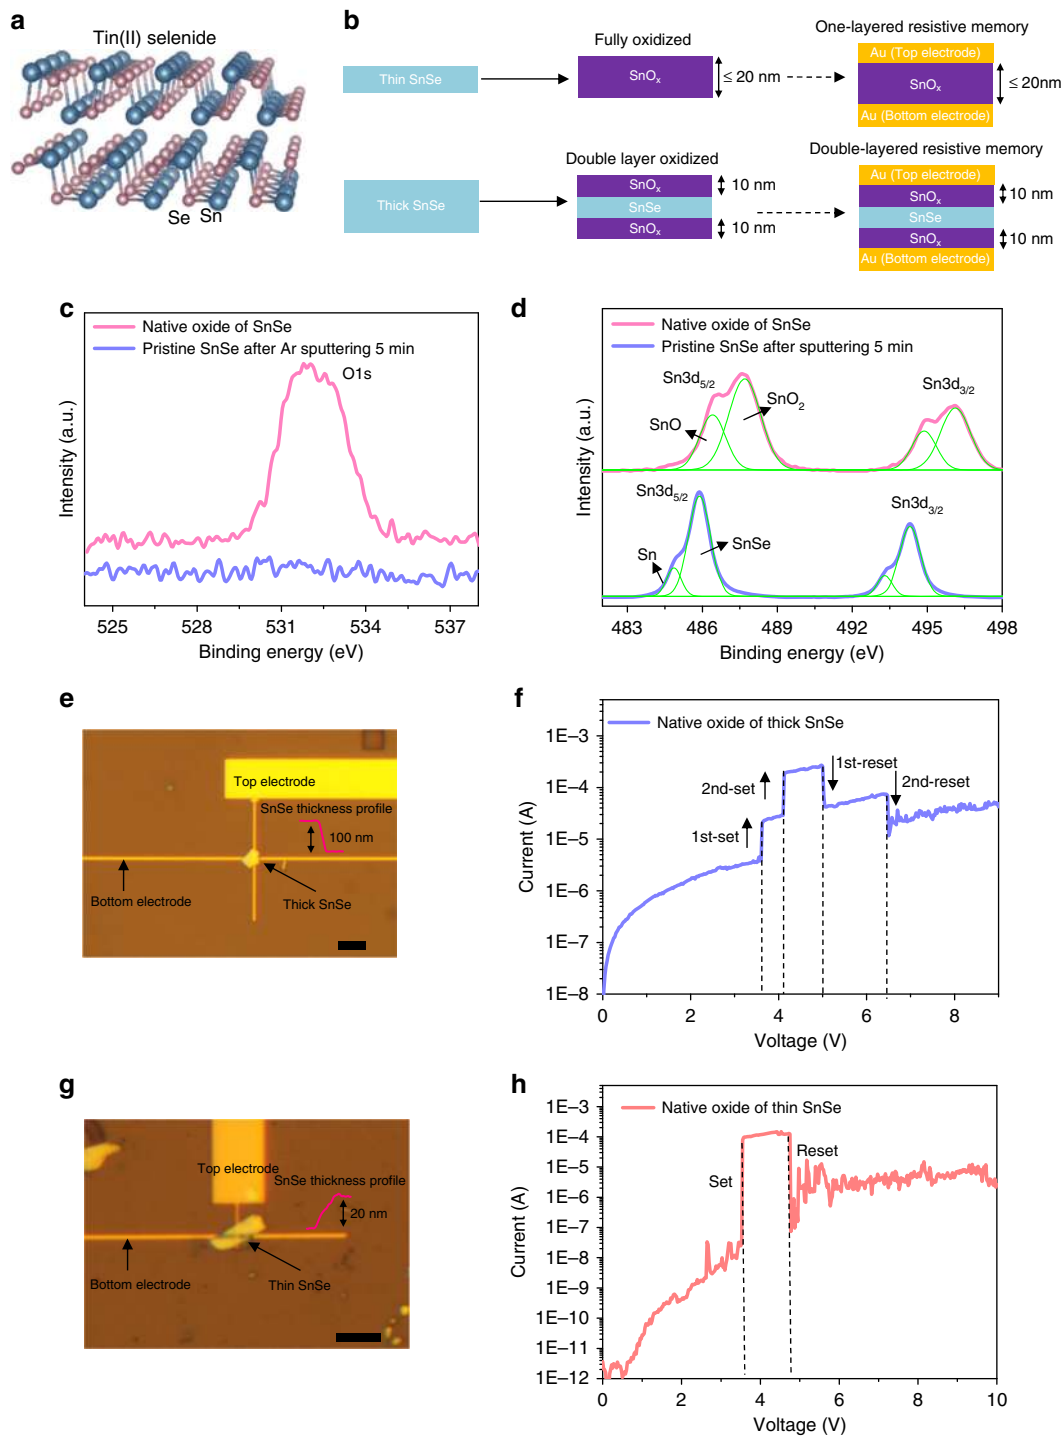 a
Tin(II) selenide
Se Sn
b
Thin SnSe
Fully oxidized
SnOx
≤ 20 nm
One-layered resistive memory
Au (Top electrode)
SnOx
≤ 20nm
Au (Bottom electrode)
Thick SnSe
Double layer oxidized
SnOx
10 nm
SnSe
SnOx
10 nm
Double-layered resistive memory
Au (Top electrode)
SnOx
10 nm
SnSe
SnOx
10 nm
Au (Bottom electrode)
c
Native oxide of SnSe
Pristine SnSe after Ar sputtering 5 min
O1s
Intensity (a.u.)
525 528 531 534 537
Binding energy (eV)
d
Native oxide of SnSe
Pristine SnSe after sputtering 5 min
Sn3d5/2
Sn3d3/2
SnO
SnO2
Sn3d5/2
Sn3d3/2
Sn
SnSe
Intensity (a.u.)
483 486 489 492 495 498
Binding energy (eV)
e
Top electrode
SnSe thickness profile
100 nm
Bottom electrode
Thick SnSe
f
Native oxide of thick SnSe
1E−3
1E−4
1E−5
1E−6
1E−7
1E−8
Current (A)
1st-set
2nd-set
1st-reset
2nd-reset
0 2 4 6 8
Voltage (V)
g
Top electrode
SnSe thickness profile
20 nm
Bottom electrode
Thin SnSe
h
Native oxide of thin SnSe
1E−3
1E−4
1E−5
1E−6
1E−7
1E−8
1E−9
1E−10
1E−11
1E−12
Current (A)
Set
Reset
0 2 4 6 8 10
Voltage (V)